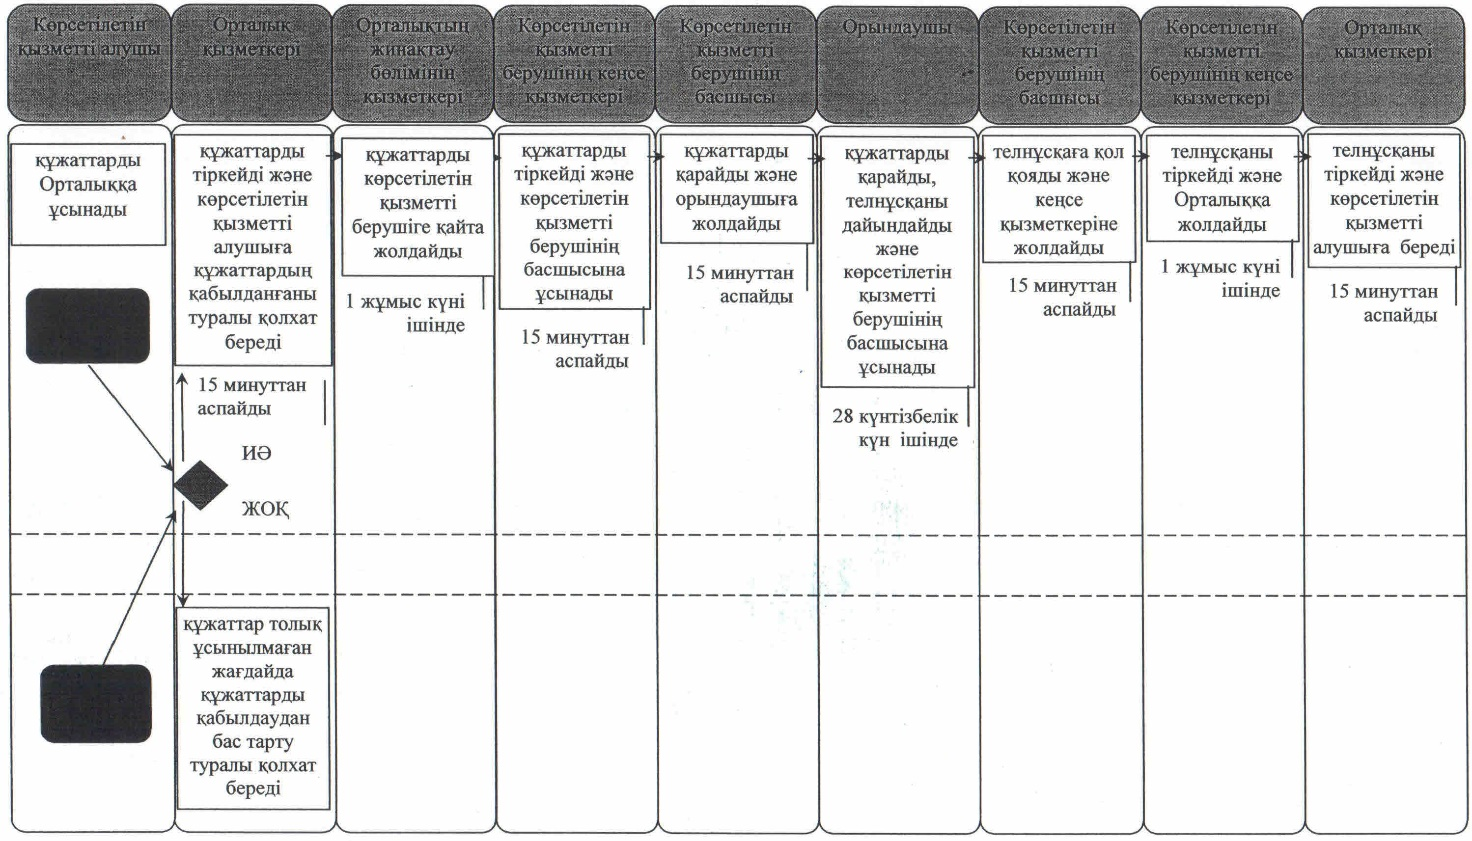 Көрсетілетін
қызметті алушы
Орталық
қызметкері
Орталықтың
жинақтау
бөлімінің
қызметкері
Көрсетілетін
қызметті
берушінің кеңсе
қызметкері
Көрсетілетін
қызметті
берушінің
басшысы
Орындаушы
Көрсетілетін
қызметті
берушінің
басшысы
Көрсетілетін
қызметті
берушінің кеңсе
қызметкері
Орталық
қызметкері
құжаттарды
Орталыққа
ұсынады
құжаттарды
тіркейді және
көрсетілетін
қызметті
алушыға
құжаттардың
қабылданғаны
туралы қолхат
береді
15 минуттан
аспайды
ИӘ
ЖОҚ
құжаттар толық
ұсынылмаған
жағдайда
құжаттарды
қабылдаудан
бас тарту
туралы қолхат
береді
құжаттарды
көрсетілетін
қызметті
берушіге қайта
жолдайды
1 жұмыс күні
ішінде
құжаттарды
тіркейді және
көрсетілетін
қызметті
берушінің
басшысына
ұсынады
15 минуттан
аспайды
құжаттарды
қарайды және
орындаушыға
жолдайды
15 минуттан
аспайды
құжаттарды
қарайды,
телнұсқаны
дайындайды
және
көрсетілетін
қызметті
берушінің
басшысына
ұсынады
28 күнтізбелік
күн ішінде
телнұсқаға қол
қояды және
кеңсе
қызметкеріне
жолдайды
15 минуттан
аспайды
телнұсқаны
тіркейді және
Орталыққа
жолдайды
1 жұмыс күні
ішінде
телнұсқаны
тіркейді және
көрсетілетін
қызметті
алушыға береді
15 минуттан
аспайды